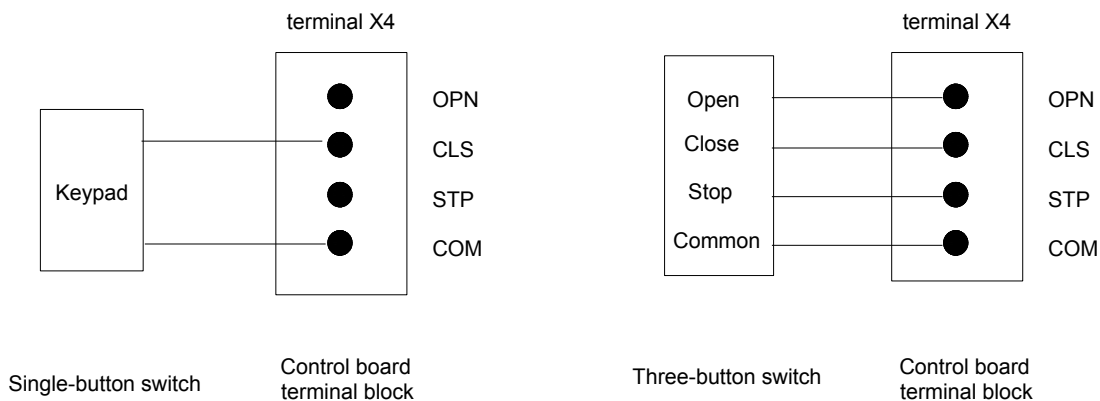 terminal X4
OPN
CLS
Keypad
STP
COM
Single-button switch
Control board
terminal block
terminal X4
Open
OPN
Close
CLS
Stop
STP
Common
COM
Three-button switch
Control board
terminal block